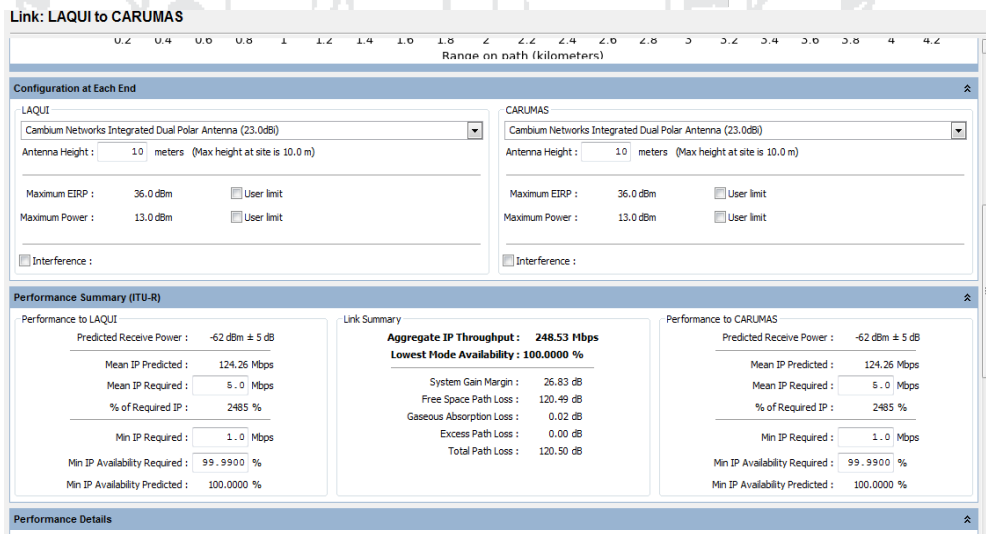 Link: LAQUI to CARUMAS
0.2 0.4 0.6 0.8 1 1.2 1.4 1.6 1.8 2 2.2 2.4 2.6 2.8 3 3.2 3.4 3.6 3.8 4 4.2
Range on path (kilometers)
Configuration at Each End
LAQUI
Cambium Networks Integrated Dual Polar Antenna (23.0dBi)
Antenna Height : 10 meters (Max height at site is 10.0 m)
Maximum EIRP : 36.0 dBm User limit
Maximum Power : 13.0 dBm User limit
Interference :
CARUMAS
Cambium Networks Integrated Dual Polar Antenna (23.0dBi)
Antenna Height : 10 meters (Max height at site is 10.0 m)
Maximum EIRP : 36.0 dBm User limit
Maximum Power : 13.0 dBm User limit
Interference :
Performance Summary (ITU-R)
Performance to LAQUI
Predicted Receive Power : -62 dBm ± 5 dB
Mean IP Predicted : 124.26 Mbps
Mean IP Required : 5.0 Mbps
% of Required IP : 2485 %
Min IP Required : 1.0 Mbps
Min IP Availability Required : 99.9900 %
Min IP Availability Predicted : 100.0000 %
Link Summary
Aggregate IP Throughput : 248.53 Mbps
Lowest Mode Availability : 100.0000 %
System Gain Margin : 26.83 dB
Free Space Path Loss : 120.49 dB
Gaseous Absorption Loss : 0.02 dB
Excess Path Loss : 0.00 dB
Total Path Loss : 120.50 dB
Performance to CARUMAS
Predicted Receive Power : -62 dBm ± 5 dB
Mean IP Predicted : 124.26 Mbps
Mean IP Required : 5.0 Mbps
% of Required IP : 2485 %
Min IP Required : 1.0 Mbps
Min IP Availability Required : 99.9900 %
Min IP Availability Predicted : 100.0000 %
Performance Details